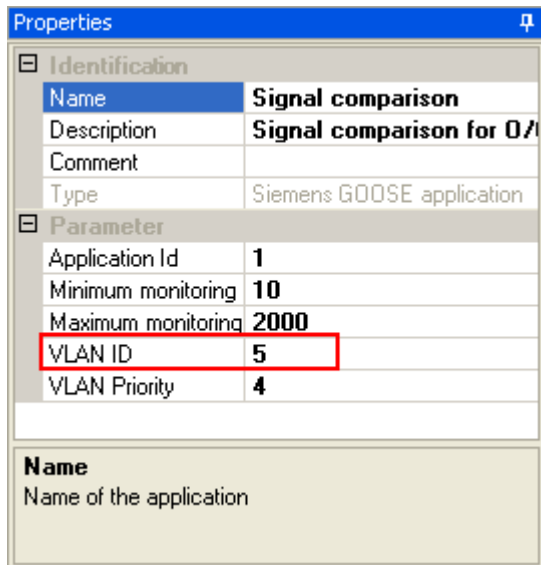 Properties
Identification
Name Signal comparison
Description Signal comparison for O/
Comment
Type Siemens GOOSE application
Parameter
Application Id 1
Minimum monitoring 10
Maximum monitoring 2000
VLAN ID 5
VLAN Priority 4
Name
Name of the application